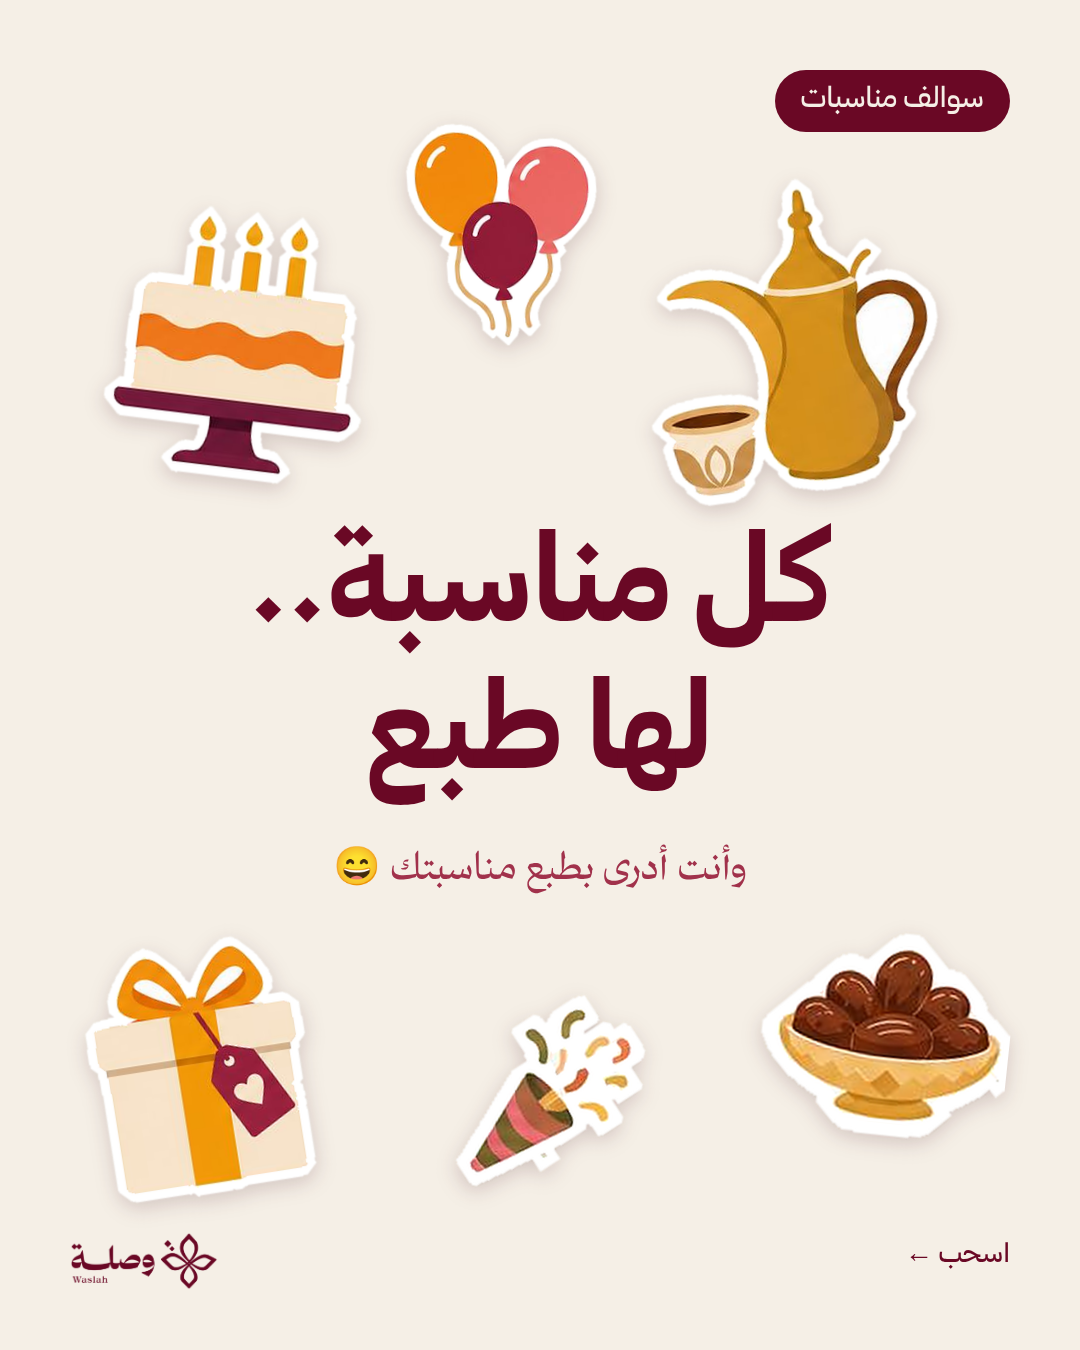 سوالف مناسبات
كل مناسبة..
لها طبع
وأنت أدرى بطبع مناسبتك 😄
اسحب ←
وصلة
Waslah